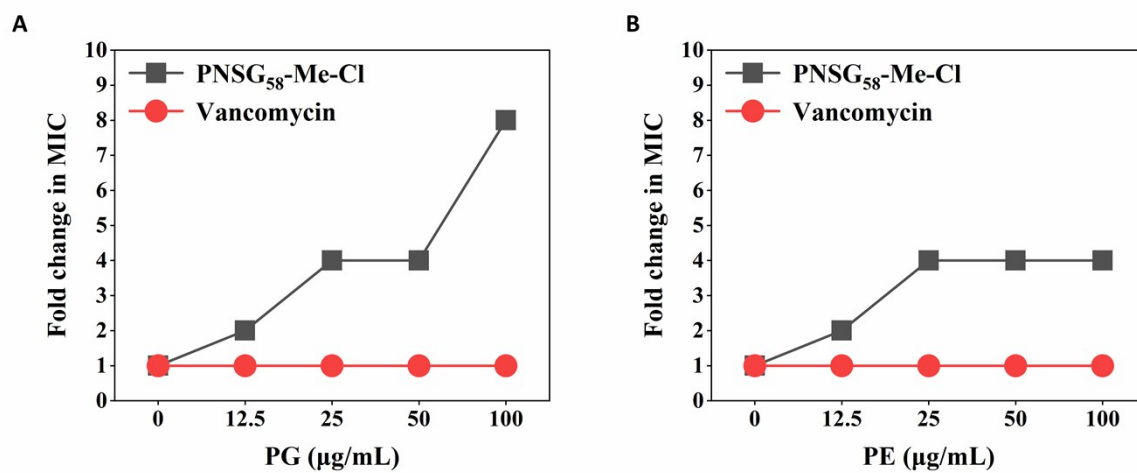 A
10
9
8
7
6
5
4
3
2
1
0
Fold change in MIC
PNSG58-Me-Cl
Vancomycin
0 12.5 25 50 100
PG (μg/mL)
B
10
9
8
7
6
5
4
3
2
1
0
Fold change in MIC
PNSG58-Me-Cl
Vancomycin
0 12.5 25 50 100
PE (μg/mL)